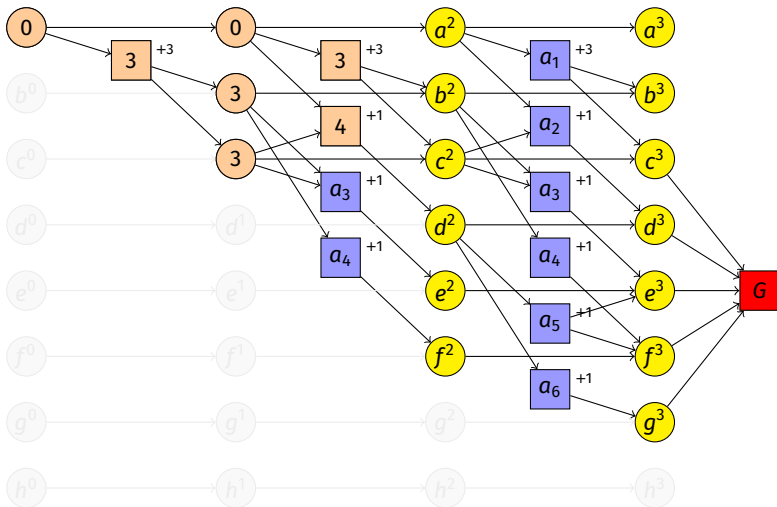 0 0 a² a³
3 +3 3 +3 a₁ +3
b⁰ 3 b² b³
4 +1 a₂ +1
c⁰ 3 c² c³
a₃ +1 a₃ +1
d⁰ d¹ d² d³
a₄ +1 a₄ +1
e⁰ e¹ e² e³ G
a₅ +1
f⁰ f¹ f² f³
a₆ +1
g⁰ g¹ g² g³
h⁰ h¹ h² h³